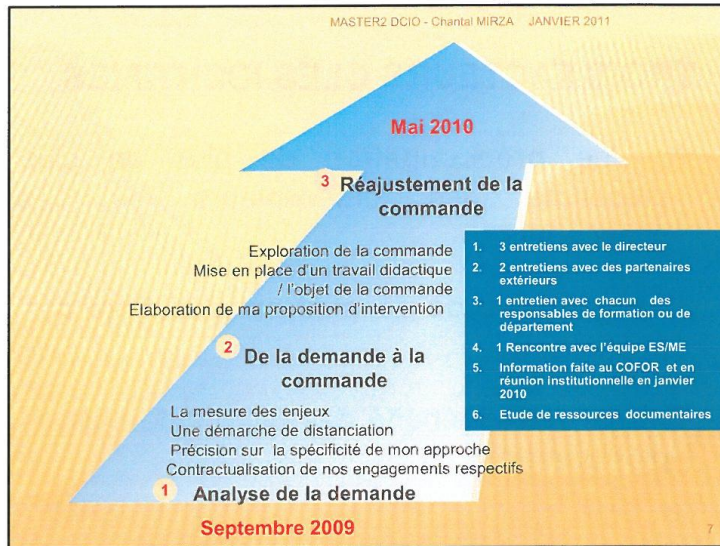 MASTER2 DCIO - Chantal MIRZA JANVIER 2011
Mai 2010
3 Réajustement de la
commande
Exploration de la commande
Mise en place d'un travail didactique
/ l'objet de la commande
Elaboration de ma proposition d'intervention
2 De la demande à la
commande
La mesure des enjeux
Une démarche de distanciation
Précision sur la spécificité de mon approche
Contractualisation de nos engagements respectifs
1 Analyse de la demande
Septembre 2009
1. 3 entretiens avec le directeur
2. 2 entretiens avec des partenaires
extérieurs
3. 1 entretien avec chacun des
responsables de formation ou de
département
4. 1 Rencontre avec l'équipe ES/ME
5. Information faite au COFOR et en
réunion institutionnelle en janvier
2010
6. Etude de ressources documentaires
7